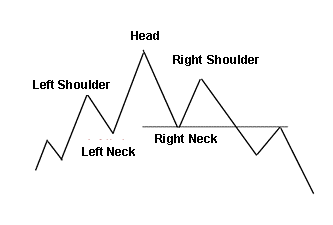 Head
Right Shoulder
Left Shoulder
Right Neck
Left Neck